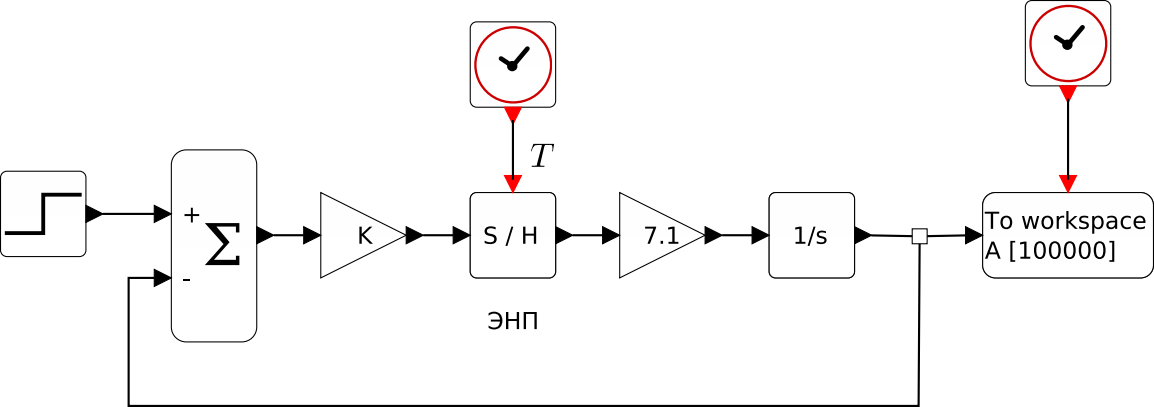 T
+
Σ
-
K
S / H
7.1
1/s
To workspace
A [100000]
ЭНП